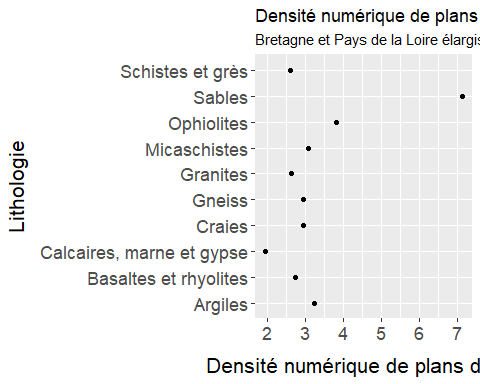 Densité numérique de plans
Bretagne et Pays de la Loire élargis
Lithologie
Schistes et grès
Sables
Ophiolites
Micaschistes
Granites
Gneiss
Craies
Calcaires, marne et gypse
Basaltes et rhyolites
Argiles
2 3 4 5 6 7
Densité numérique de plans d